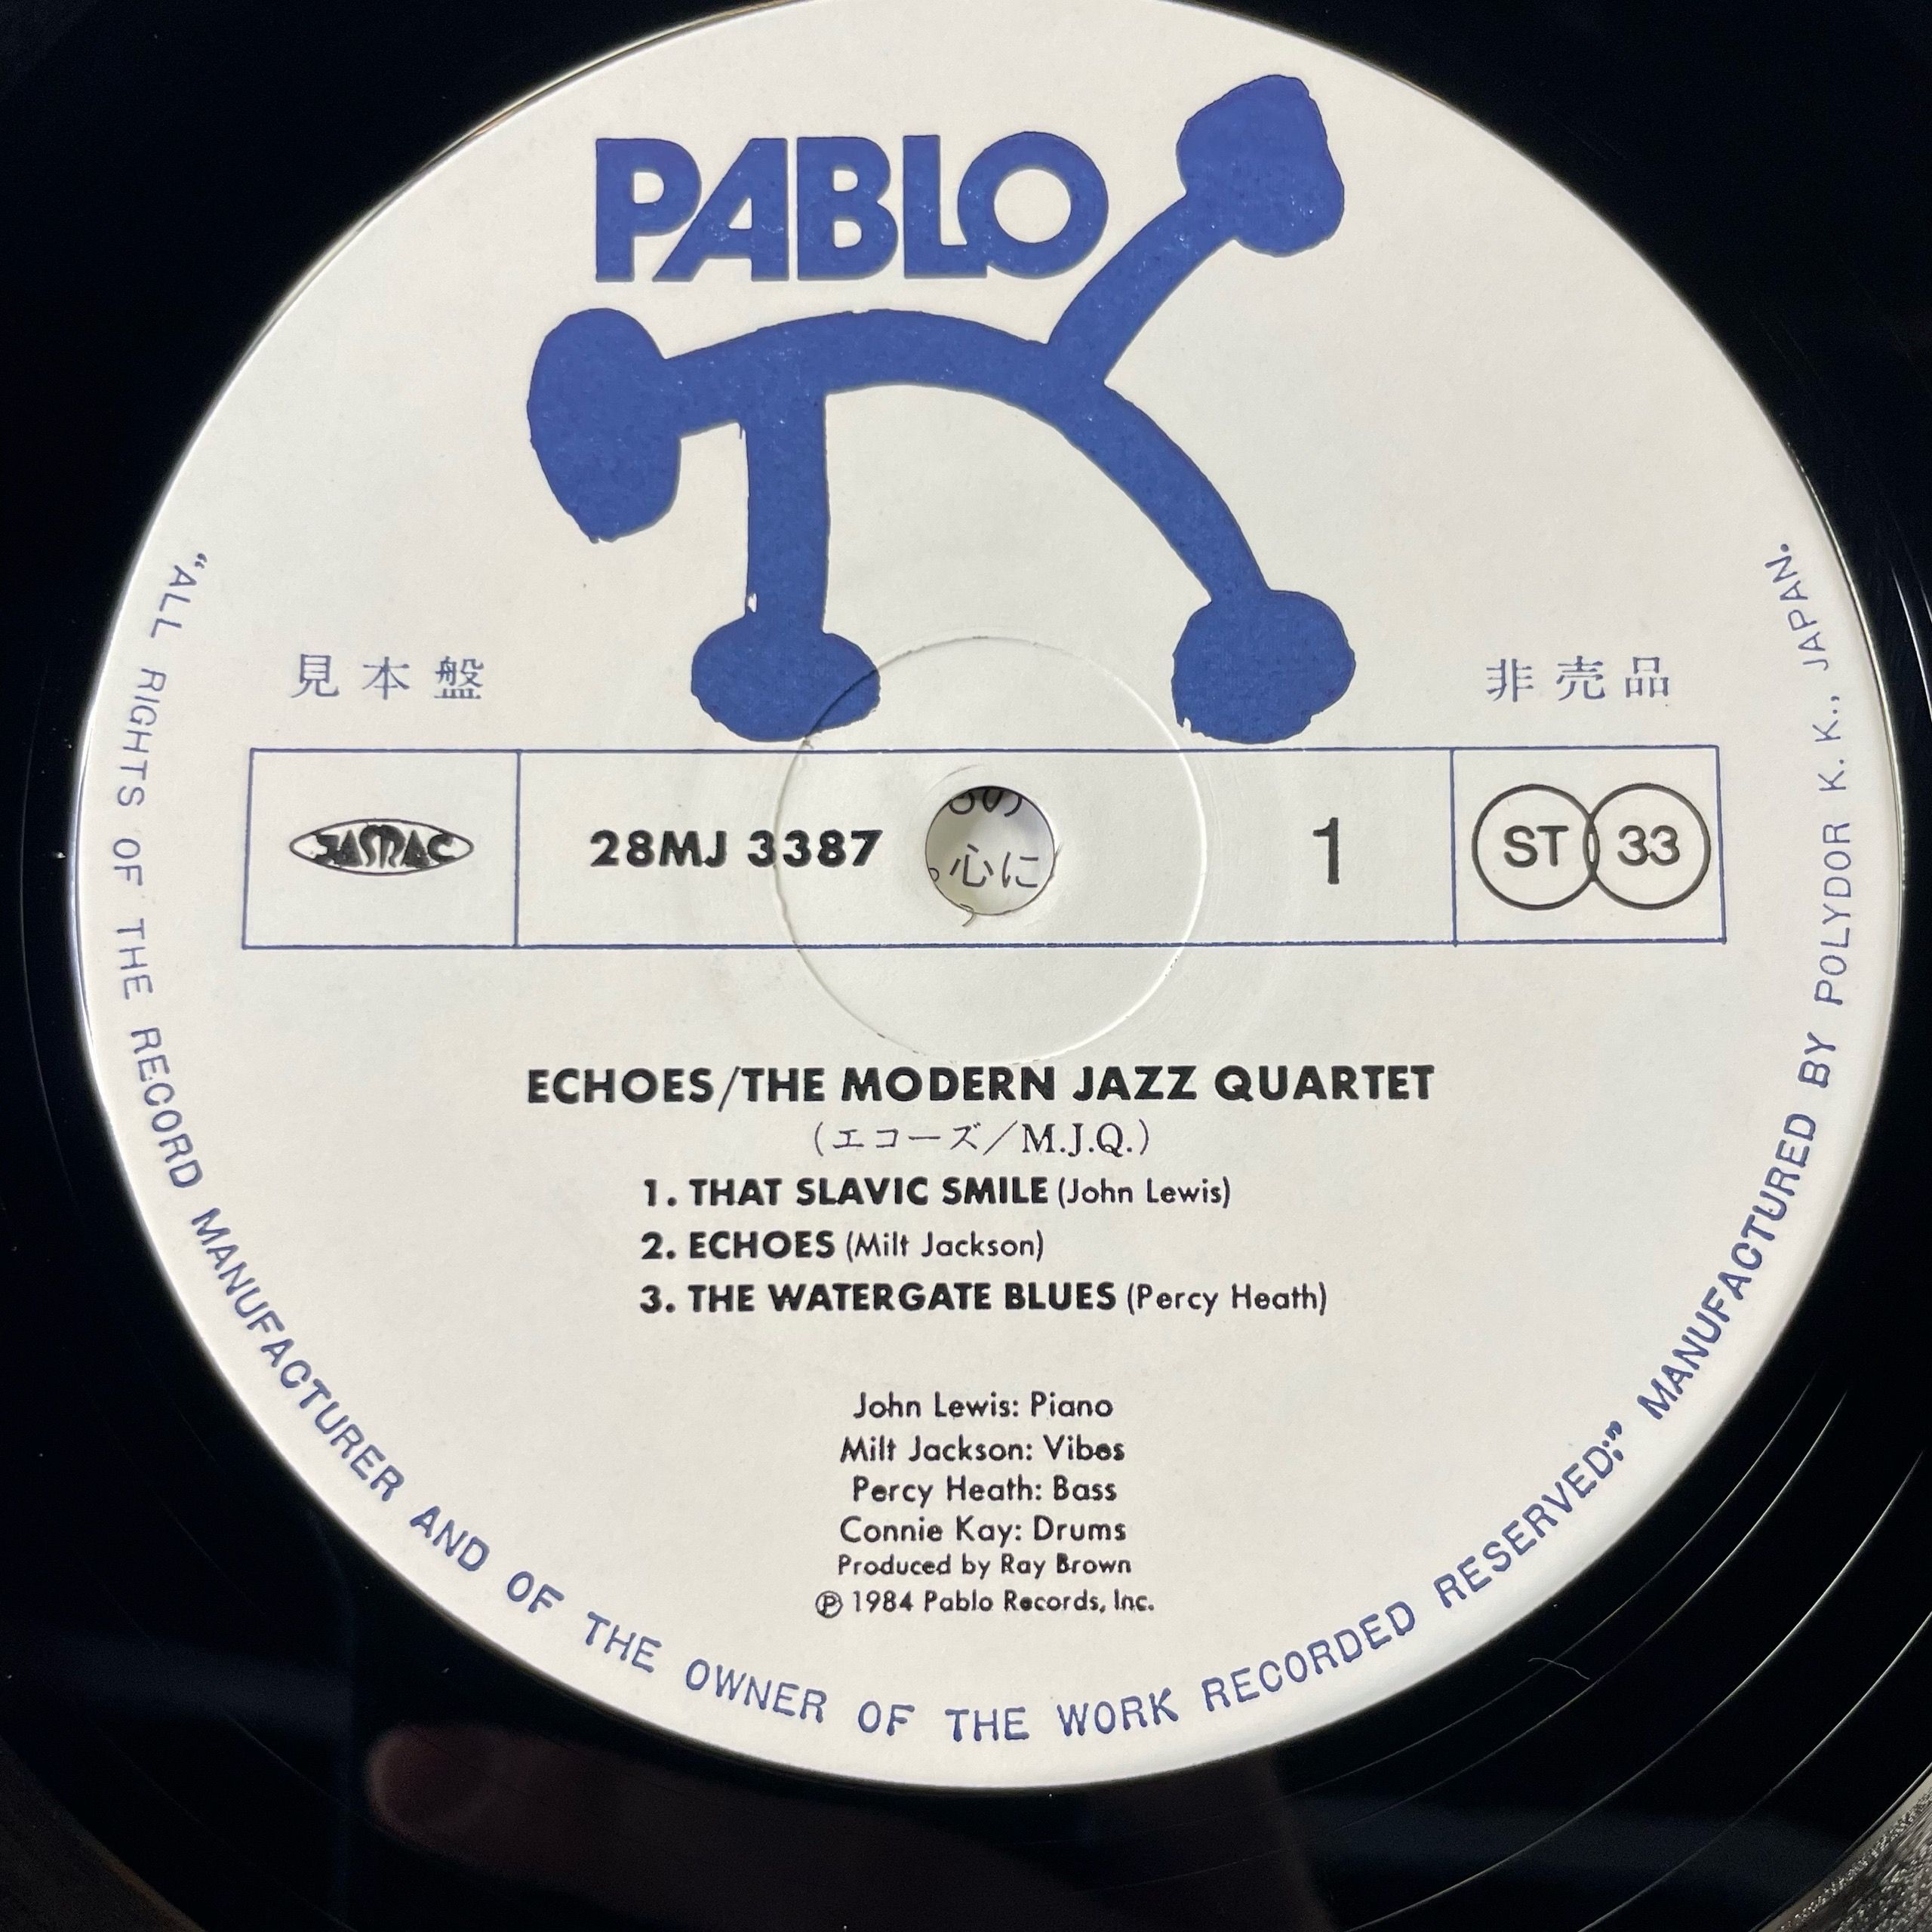 PABLO
見本盤
非売品
JASRAC
28MJ 3387
心に
1
ST 33
ECHOES/THE MODERN JAZZ QUARTET
(エコーズ/M.J.Q.)
1. THAT SLAVIC SMILE (John Lewis)
2. ECHOES (Milt Jackson)
3. THE WATERGATE BLUES (Percy Heath)
John Lewis: Piano
Milt Jackson: Vibes
Percy Heath: Bass
Connie Kay: Drums
Produced by Ray Brown
℗ 1984 Pablo Records, Inc.
"ALL RIGHTS OF THE RECORD MANUFACTURER AND OF THE OWNER OF THE WORK RECORDED RESERVED;" MANUFACTURED BY POLYDOR K.K., JAPAN.